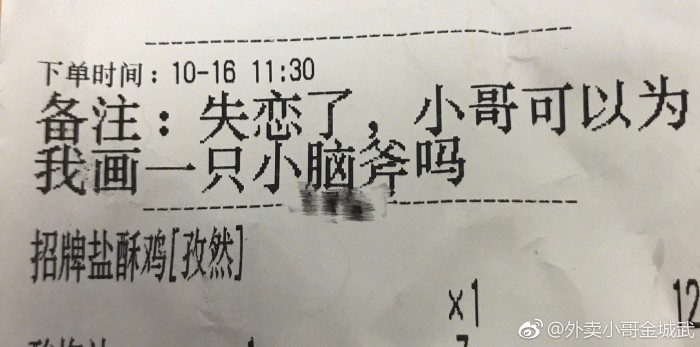 下单时间：10-16 11:30
备注：失恋了，小哥可以为
我画一只小脑斧吗
招牌盐酥鸡[孜然]
x1 12
@外卖小哥金城武